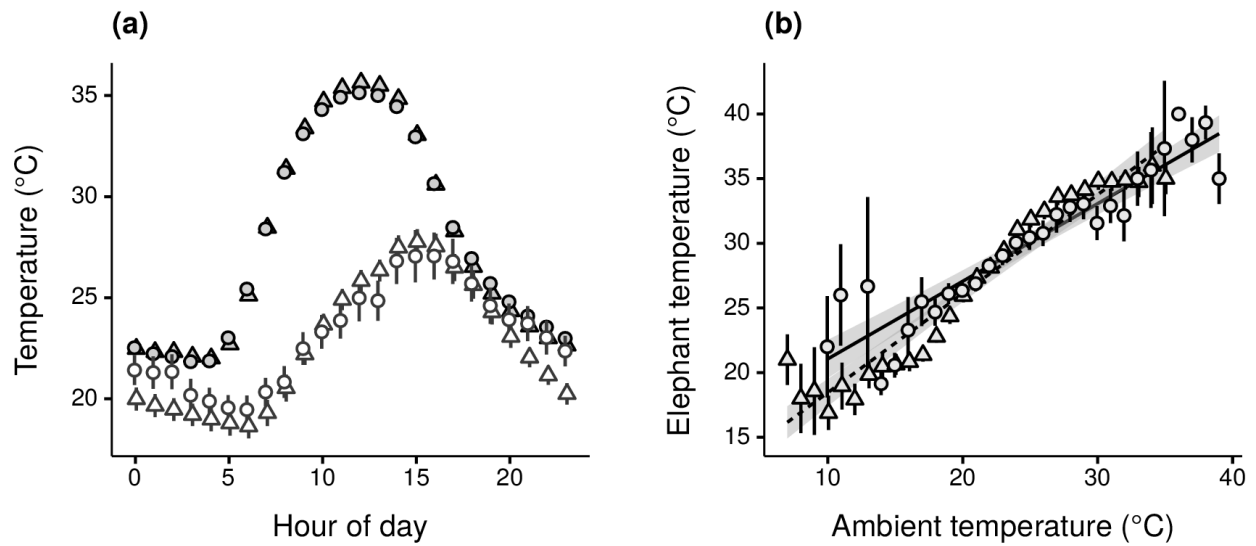 (a)
Temperature (°C)
35
30
25
20
0 5 10 15 20
Hour of day
(b)
Elephant temperature (°C)
40
35
30
25
20
15
10 20 30 40
Ambient temperature (°C)